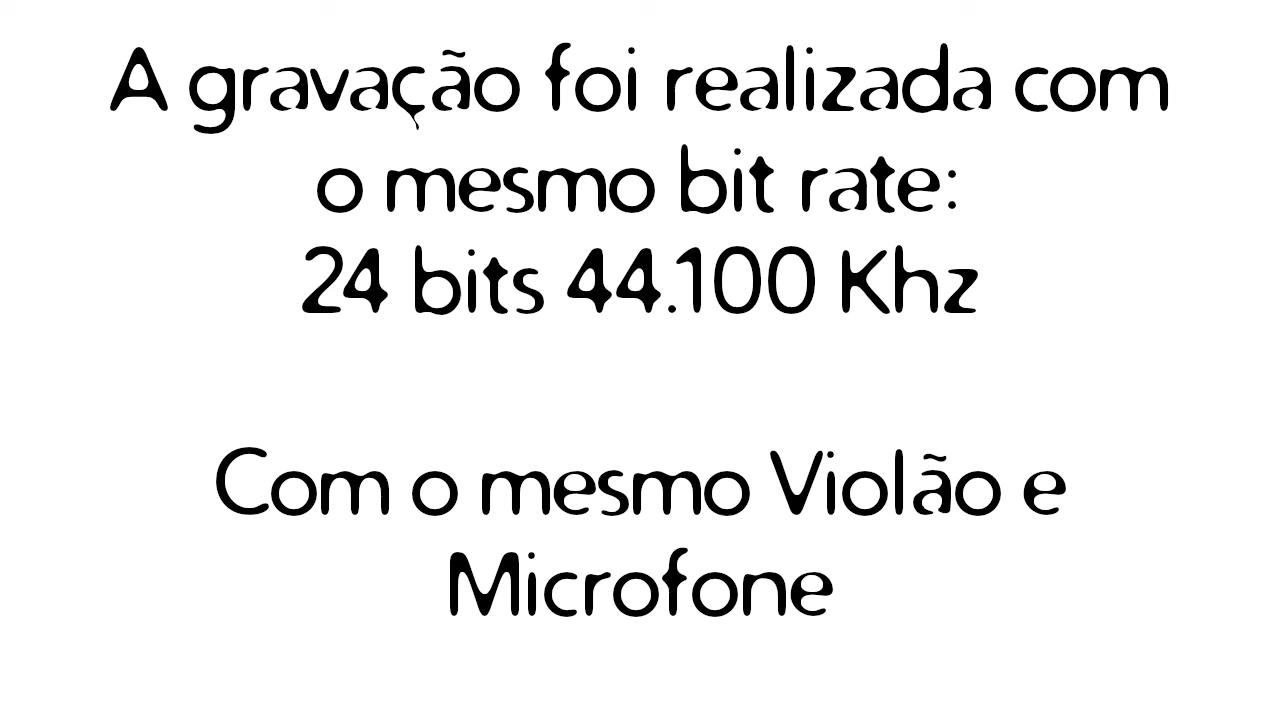 A gravação foi realizada com
o mesmo bit rate:
24 bits 44.100 Khz
Com o mesmo Violão e
Microfone